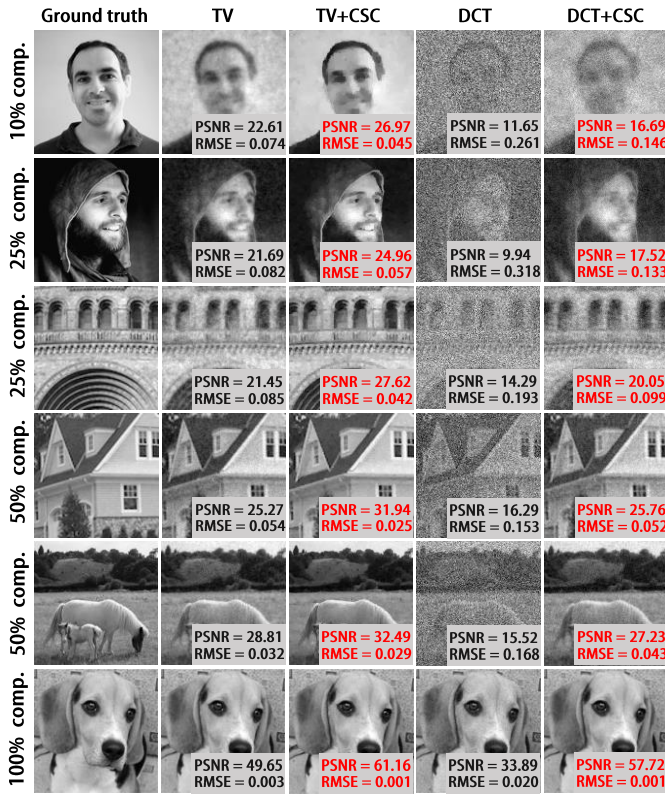 Ground truth TV TV+CSC DCT DCT+CSC
10% comp.
PSNR = 22.61 PSNR = 26.97 PSNR = 11.65 PSNR = 16.69
RMSE = 0.074 RMSE = 0.045 RMSE = 0.261 RMSE = 0.146
25% comp.
PSNR = 21.69 PSNR = 24.96 PSNR = 9.94 PSNR = 17.52
RMSE = 0.082 RMSE = 0.057 RMSE = 0.318 RMSE = 0.133
25% comp.
PSNR = 21.45 PSNR = 27.62 PSNR = 14.29 PSNR = 20.05
RMSE = 0.085 RMSE = 0.042 RMSE = 0.193 RMSE = 0.099
50% comp.
PSNR = 25.27 PSNR = 31.94 PSNR = 16.29 PSNR = 25.76
RMSE = 0.054 RMSE = 0.025 RMSE = 0.153 RMSE = 0.052
50% comp.
PSNR = 28.81 PSNR = 32.49 PSNR = 15.52 PSNR = 27.23
RMSE = 0.032 RMSE = 0.029 RMSE = 0.168 RMSE = 0.043
100% comp.
PSNR = 49.65 PSNR = 61.16 PSNR = 33.89 PSNR = 57.72
RMSE = 0.003 RMSE = 0.001 RMSE = 0.020 RMSE = 0.001